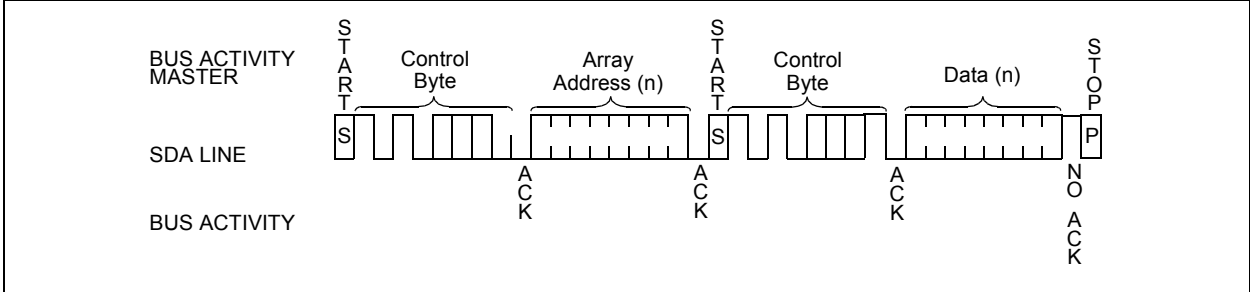 BUS ACTIVITY
MASTER
START
Control
Byte
Array
Address (n)
START
Control
Byte
Data (n)
STOP
SDA LINE
S
S
P
BUS ACTIVITY
ACK
ACK
ACK
NO ACK